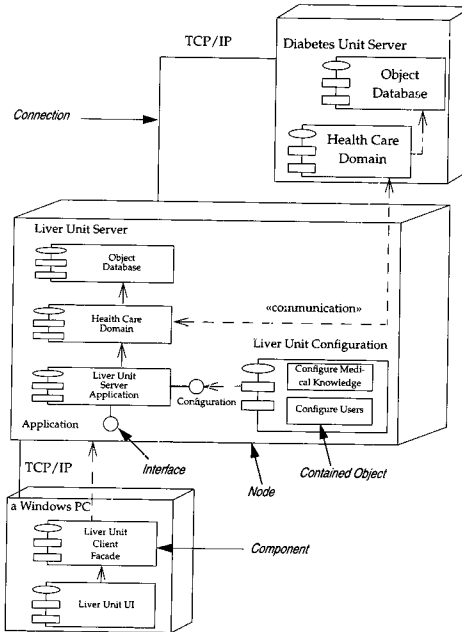 TCP/IP
Diabetes Unit Server
Object
Database
Connection
Health Care
Domain
Liver Unit Server
Object
Database
«communication»
Health Care
Domain
Liver Unit Configuration
Configure Medi-
cal Knowledge
Liver Unit
Server
Application
Configuration
Configure Users
Application
TCP/IP
Interface
Contained Object
Node
a Windows PC
Liver Unit
Client
Facade
Component
Liver Unit UI